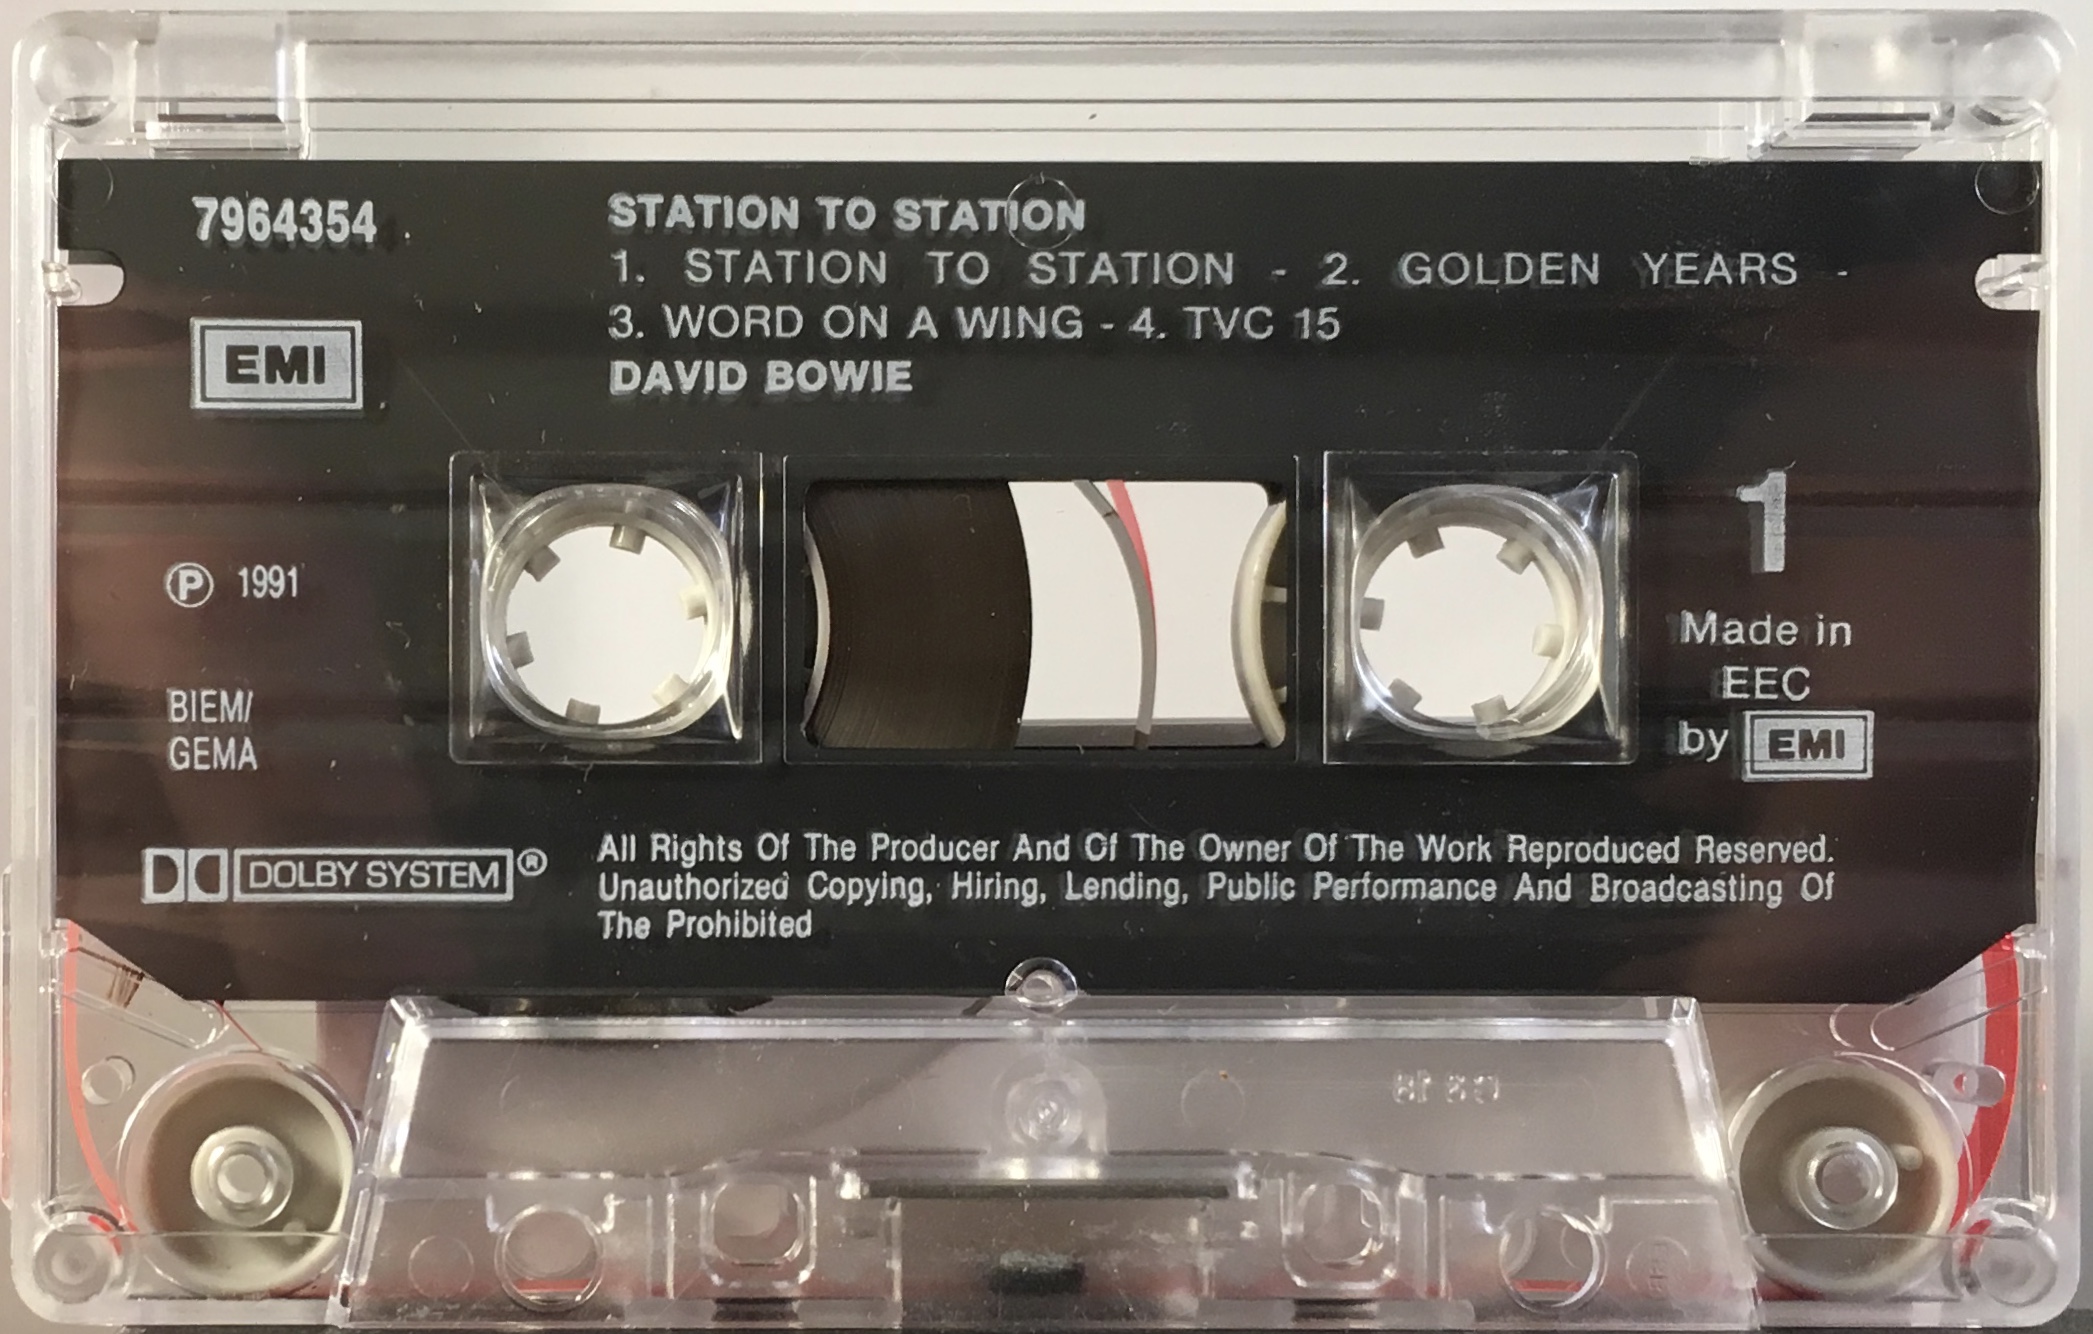 7964354
STATION TO STATION
1. STATION TO STATION - 2. GOLDEN YEARS -
3. WORD ON A WING - 4. TVC 15
DAVID BOWIE
EMI
1
Ⓟ 1991
Made in
EEC
by EMI
BIEM/
GEMA
DOLBY SYSTEM®
All Rights Of The Producer And Of The Owner Of The Work Reproduced Reserved.
Unauthorized Copying, Hiring, Lending, Public Performance And Broadcasting Of
The Prohibited